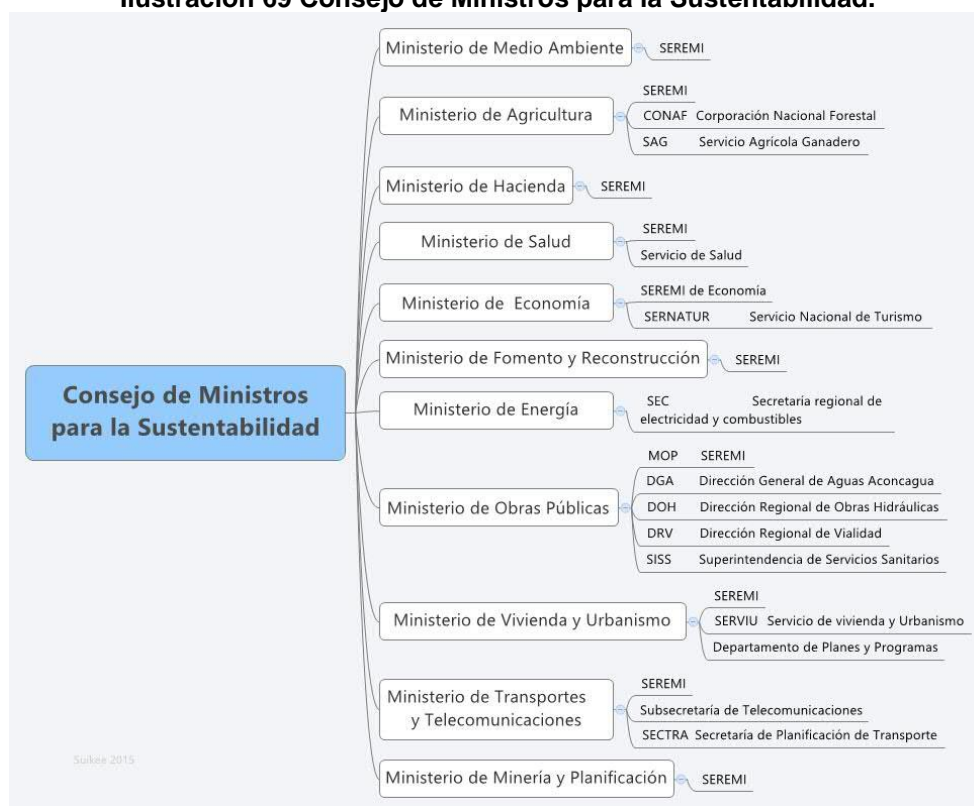 Ilustración 69 Consejo de Ministros para la Sustentabilidad.
Ministerio de Medio Ambiente
SEREMI
Ministerio de Agricultura
SEREMI
CONAF Corporación Nacional Forestal
SAG Servicio Agrícola Ganadero
Ministerio de Hacienda
SEREMI
Ministerio de Salud
SEREMI
Servicio de Salud
Ministerio de Economía
SEREMI de Economía
SERNATUR Servicio Nacional de Turismo
Ministerio de Fomento y Reconstrucción
SEREMI
Consejo de Ministros
para la Sustentabilidad
Ministerio de Energía
SEC Secretaría regional de
electricidad y combustibles
Ministerio de Obras Públicas
MOP SEREMI
DGA Dirección General de Aguas Aconcagua
DOH Dirección Regional de Obras Hidráulicas
DRV Dirección Regional de Vialidad
SISS Superintendencia de Servicios Sanitarios
Ministerio de Vivienda y Urbanismo
SEREMI
SERVIU Servicio de vivienda y Urbanismo
Departamento de Planes y Programas
Ministerio de Transportes
y Telecomunicaciones
SEREMI
Subsecretaría de Telecomunicaciones
SECTRA Secretaría de Planificación de Transporte
Ministerio de Minería y Planificación
SEREMI
Suikee 2015